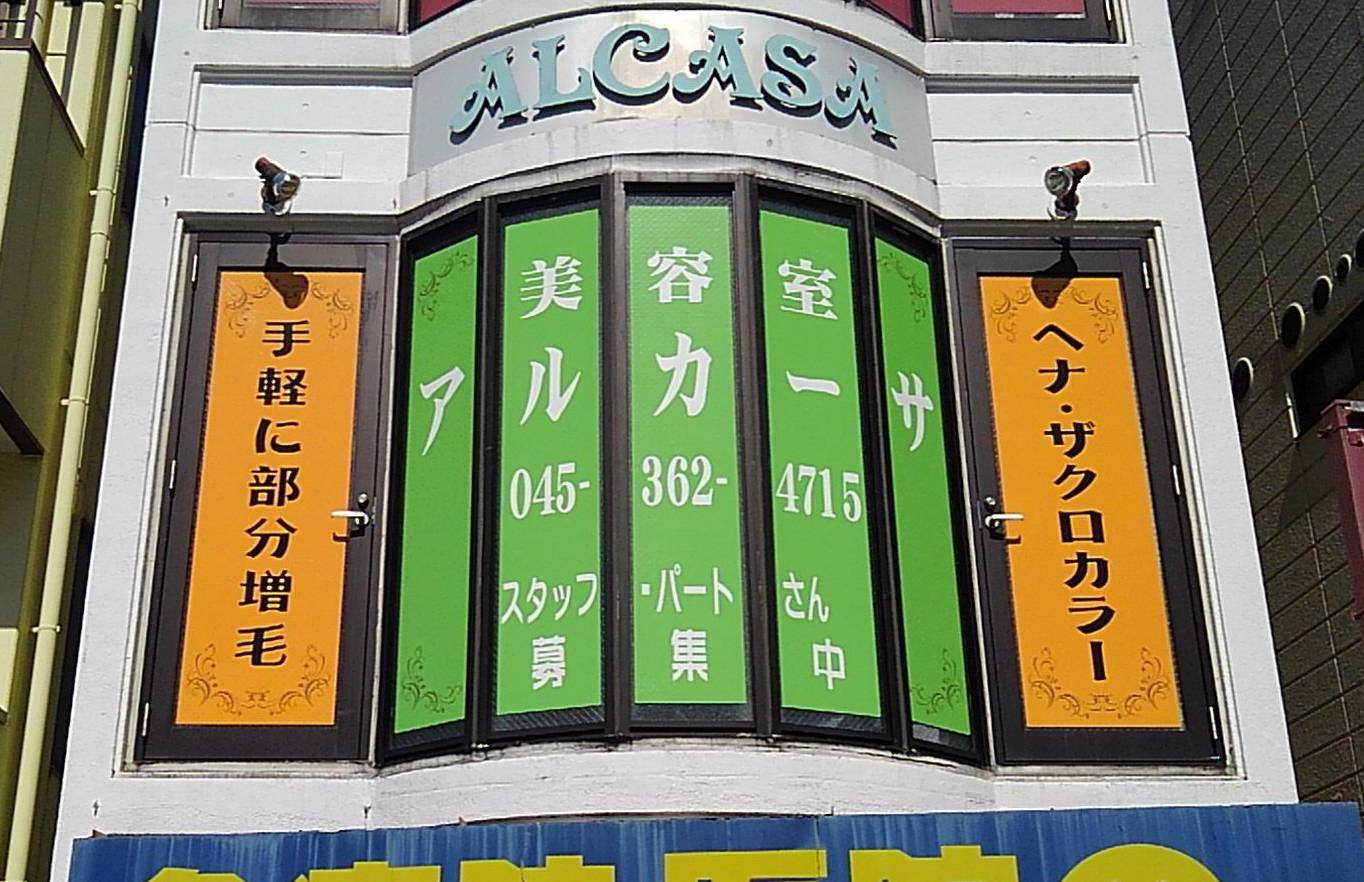 ALCASA
手軽に部分増毛
美容室
アルカーサ
045-362-4715
スタッフ・パートさん
募集中
ヘナ・ザクロカラー